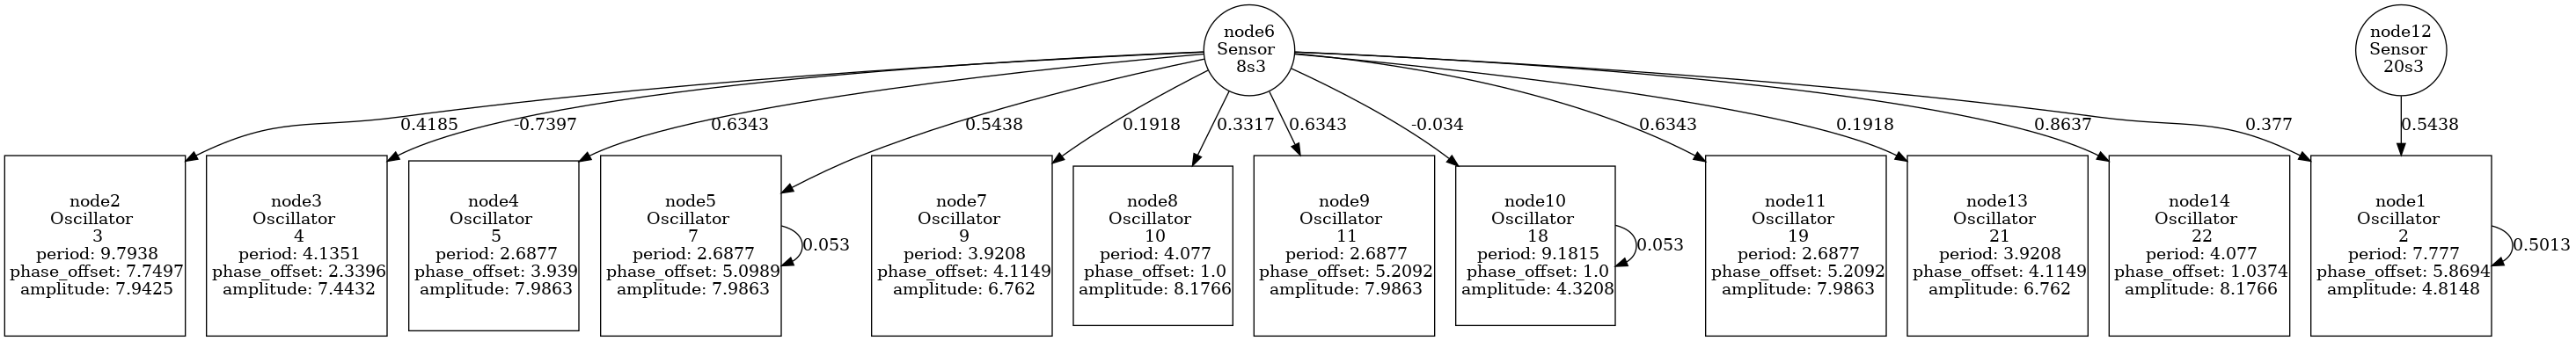 node6
Sensor
8s3
node12
Sensor
20s3
0.4185
-0.7397
0.6343
0.5438
0.1918
0.3317
0.6343
-0.034
0.6343
0.1918
0.8637
0.377
0.5438
node2
Oscillator
3
period: 9.7938
phase_offset: 7.7497
amplitude: 7.9425
node3
Oscillator
4
period: 4.1351
phase_offset: 2.3396
amplitude: 7.4432
node4
Oscillator
5
period: 2.6877
phase_offset: 3.939
amplitude: 7.9863
node5
Oscillator
7
period: 2.6877
phase_offset: 5.0989
amplitude: 7.9863
0.053
node7
Oscillator
9
period: 3.9208
phase_offset: 4.1149
amplitude: 6.762
node8
Oscillator
10
period: 4.077
phase_offset: 1.0
amplitude: 8.1766
node9
Oscillator
11
period: 2.6877
phase_offset: 5.2092
amplitude: 7.9863
node10
Oscillator
18
period: 9.1815
phase_offset: 1.0
amplitude: 4.3208
0.053
node11
Oscillator
19
period: 2.6877
phase_offset: 5.2092
amplitude: 7.9863
node13
Oscillator
21
period: 3.9208
phase_offset: 4.1149
amplitude: 6.762
node14
Oscillator
22
period: 4.077
phase_offset: 1.0374
amplitude: 8.1766
node1
Oscillator
2
period: 7.777
phase_offset: 5.8694
amplitude: 4.8148
0.5013